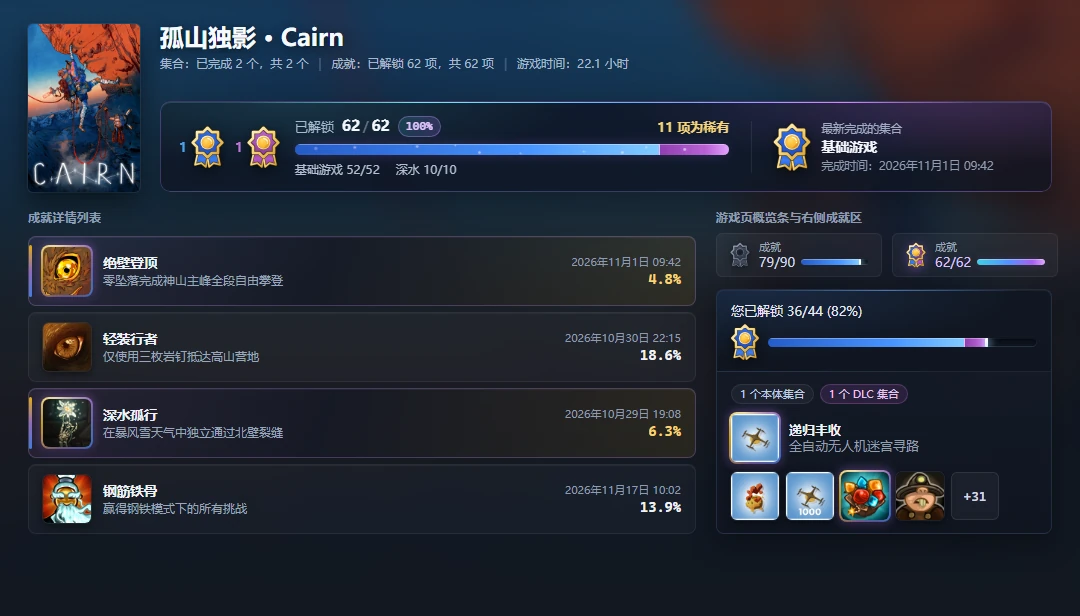 孤山独影 • Cairn
集合：已完成 2 个，共 2 个 | 成就：已解锁 62 项，共 62 项 | 游戏时间：22.1 小时
CAIRN
1
1
已解锁 62 / 62 100%
11 项为稀有
基础游戏 52/52 深水 10/10
最新完成的集合
基础游戏
完成时间：2026年11月1日 09:42
成就详情列表
绝壁登顶
零坠落完成神山主峰全段自由攀登
2026年11月1日 09:42
4.8%
轻装行者
仅使用三枚岩钉抵达高山营地
2026年10月30日 22:15
18.6%
深水孤行
在暴风雪天气中独立通过北壁裂缝
2026年10月29日 19:08
6.3%
钢筋铁骨
赢得钢铁模式下的所有挑战
2026年11月17日 10:02
13.9%
游戏页概览条与右侧成就区
成就
79/90
成就
62/62
您已解锁 36/44 (82%)
1 个本体集合
1 个 DLC 集合
递归丰收
全自动无人机迷宫寻路
1000
+31